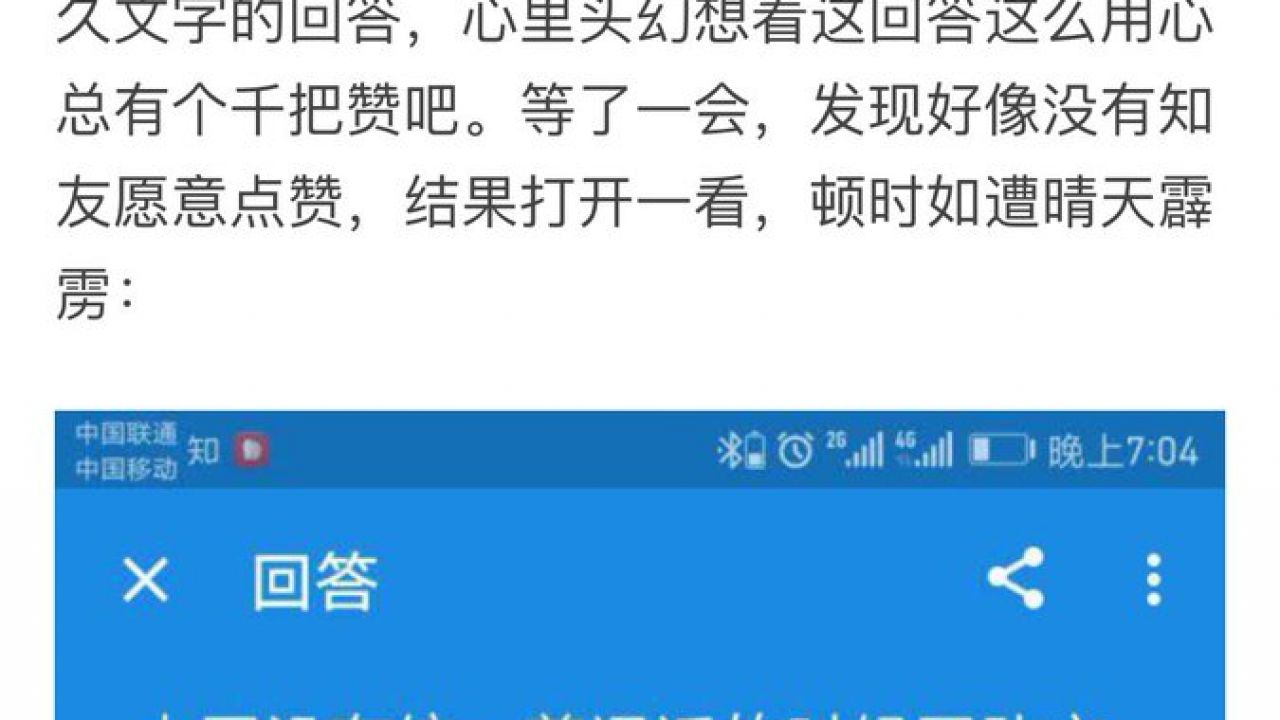 久文字的回答，心里头幻想着这回答这么用心
总有个千把赞吧。等了一会，发现好像没有知
友愿意点赞，结果打开一看，顿时如遭晴天霹
雳：
中国联通
中国移动
知
2G
4G
晚上7:04
回答